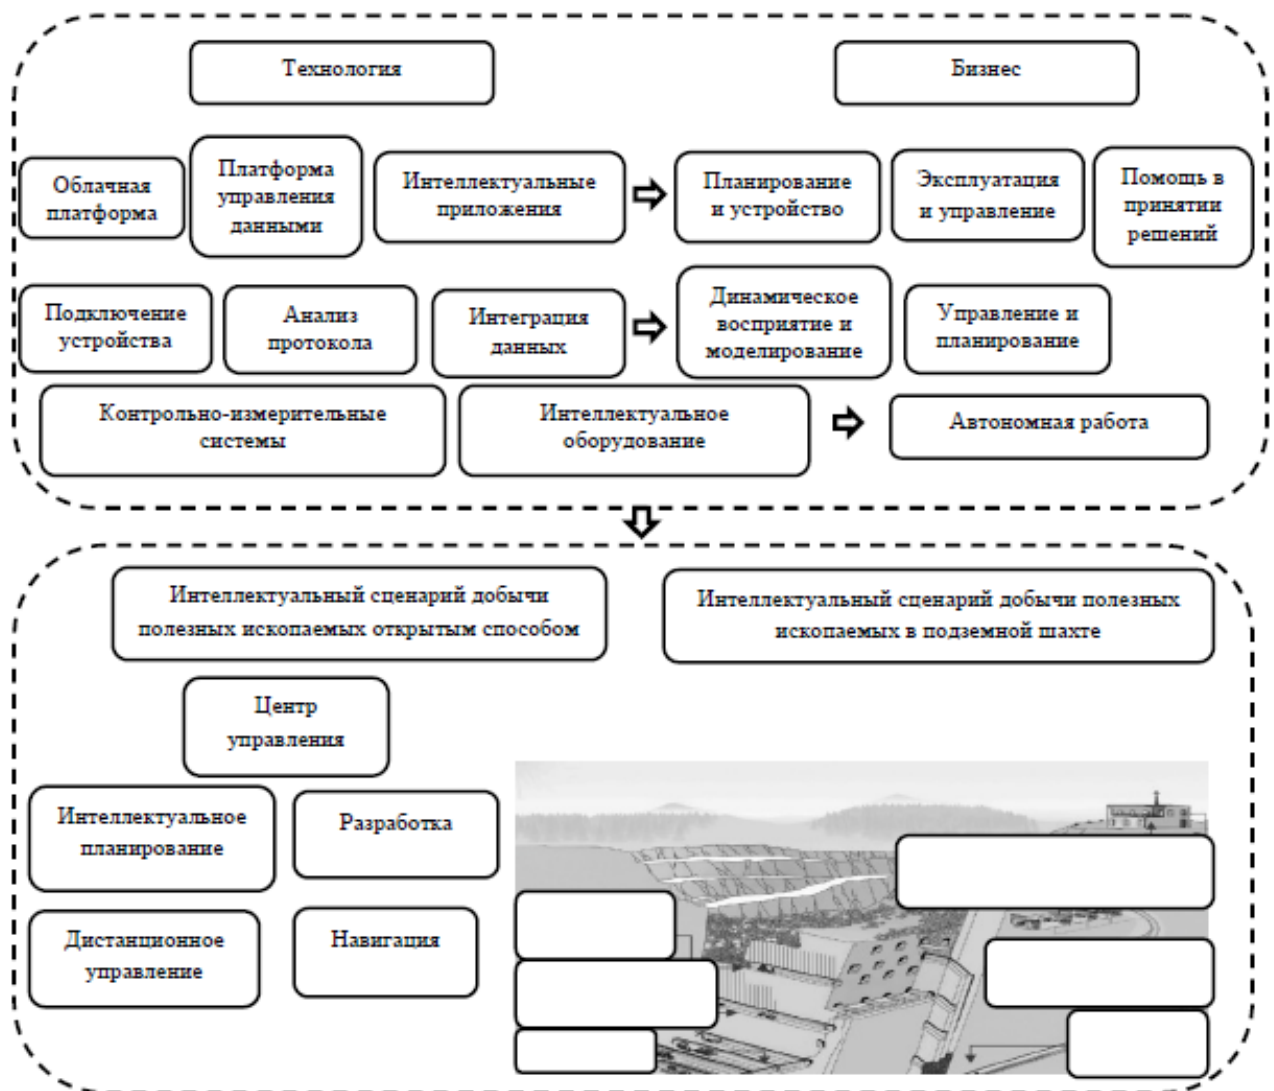 Технология
Бизнес
Облачная
платформа
Платформа
управления
данными
Интеллектуальные
приложения
Планирование
и устройство
Эксплуатация
и управление
Помощь в
принятии
решений
Подключение
устройства
Анализ
протокола
Интеграция
данных
Динамическое
восприятие и
моделирование
Управление и
планирование
Контрольно-измерительные
системы
Интеллектуальное
оборудование
Автономная работа
Интеллектуальный сценарий добычи
полезных ископаемых открытым способом
Интеллектуальный сценарий добычи полезных
ископаемых в подземной шахте
Центр
управления
Интеллектуальное
планирование
Разработка
Дистанционное
управление
Навигация